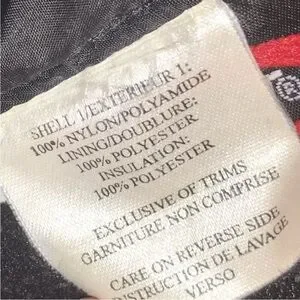 SHELL 1/EXTERIEUR 1:
100% NYLON/POLYAMIDE
LINING/DOUBLURE:
100% POLYESTER
INSULATION:
100% POLYESTER
EXCLUSIVE OF TRIMS
GARNITURE NON COMPRISE
CARE ON REVERSE SIDE
INSTRUCTION DE LAVAGE
VERSO
®